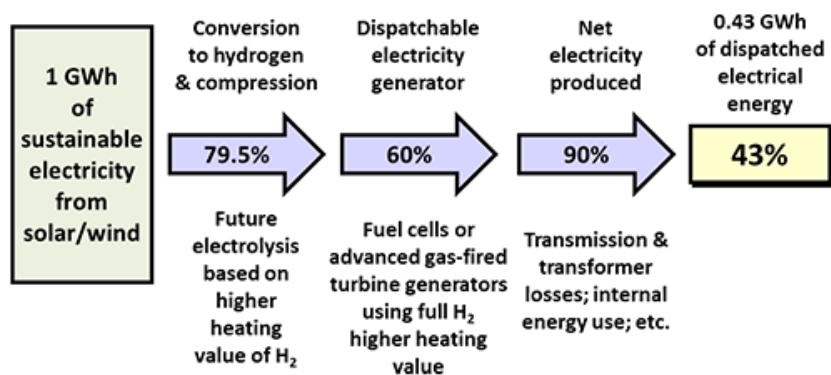 1 GWh
of
sustainable
electricity
from
solar/wind
Conversion
to hydrogen
& compression
79.5%
Future
electrolysis
based on
higher
heating
value of H₂
Dispatchable
electricity
generator
60%
Fuel cells or
advanced gas-fired
turbine generators
using full H₂
higher heating
value
Net
electricity
produced
90%
Transmission &
transformer
losses; internal
energy use; etc.
0.43 GWh
of dispatched
electrical
energy
43%